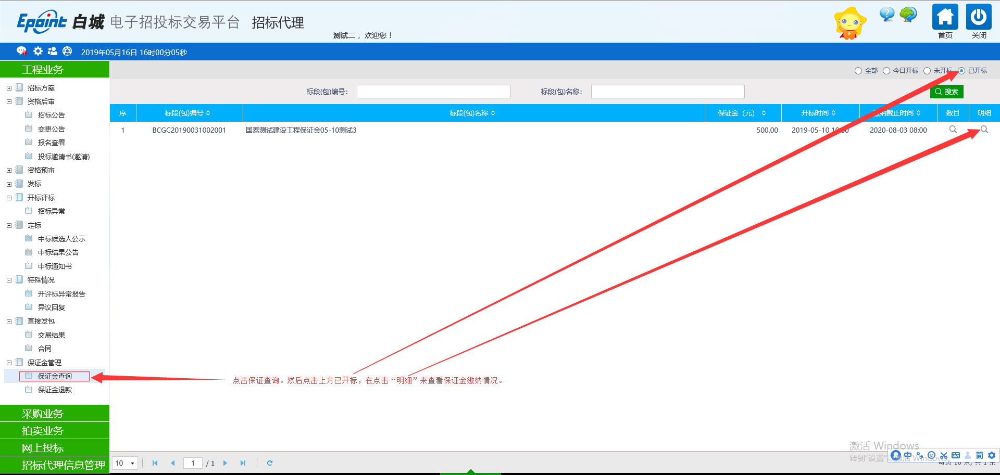 Epoint 白城 电子招投标交易平台 招标代理
测试二 ，欢迎您！
首页 关闭
2019年05月16日 16时00分05秒
工程业务
招标方案
资格后审
招标公告
变更公告
报名查看
投标邀请书(邀请)
资格预审
发标
开标评标
招标异常
定标
中标候选人公示
中标结果公告
中标通知书
特殊情况
开评标异常报告
异议回复
直接发包
交易结果
合同
保证金管理
保证金查询
保证金退款
采购业务
拍卖业务
网上投标
招标代理信息管理
全部 今日开标 未开标 已开标
标段(包)编号： 标段(包)名称： 搜索
序 标段(包)编号 标段(包)名称 保证金（元） 开标时间 缴纳截止时间 数目 明细
1 BCGC20190031002001 国泰测试建设工程保证金05-10测试3 500.00 2019-05-10 10:00 2020-08-03 08:00
点击保证查询。然后点击上方已开标，在点击“明细”来查看保证金缴纳情况。
10 1 / 1
激活 Windows
转到“设置”以激活 Windows。
中 简
每页 10 条, 共 1 条